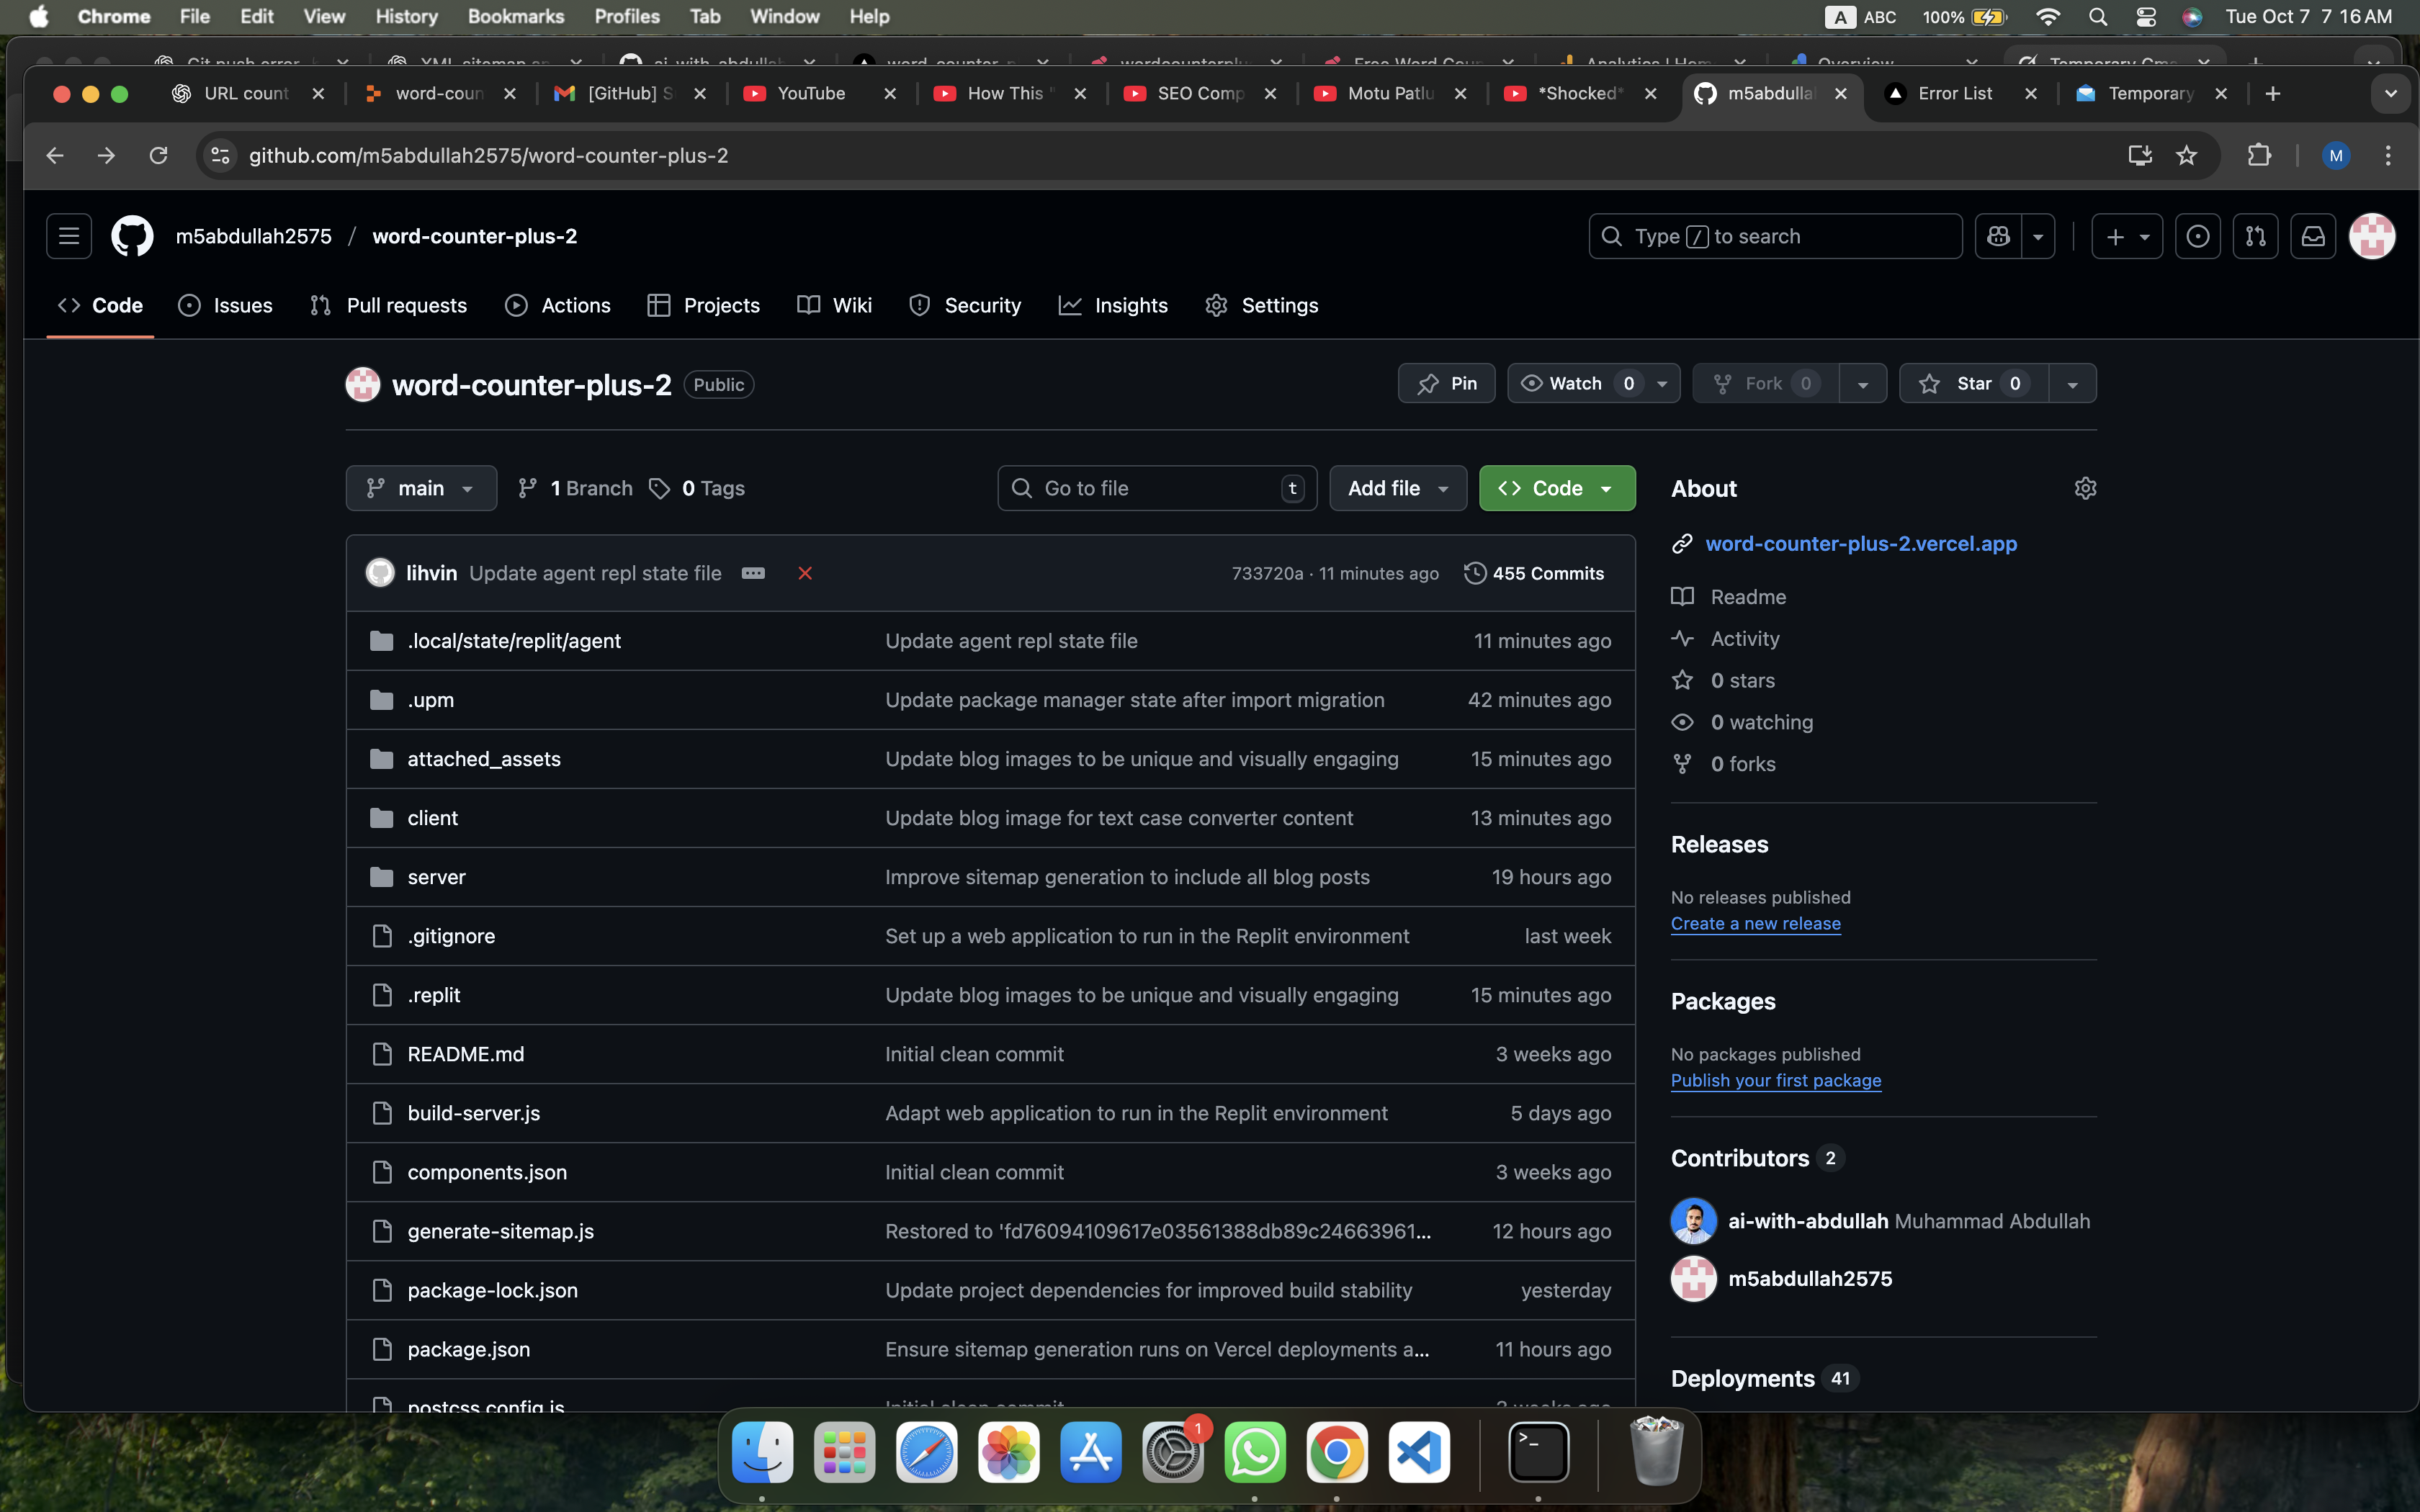 Chrome File Edit View History Bookmarks Profiles Tab Window Help A ABC 100% Tue Oct 7 7 16 AM
URL count word-coun [GitHub] S YouTube How This " SEO Comp Motu Patlu *Shocked* m5abdullah Error List Temporary
github.com/m5abdullah2575/word-counter-plus-2 M
m5abdullah2575 / word-counter-plus-2 Type / to search
Code Issues Pull requests Actions Projects Wiki Security Insights Settings
word-counter-plus-2 Public Pin Watch 0 Fork 0 Star 0
main 1 Branch 0 Tags Go to file t Add file Code
lihvin Update agent repl state file 733720a · 11 minutes ago 455 Commits
.local/state/replit/agent Update agent repl state file 11 minutes ago
.upm Update package manager state after import migration 42 minutes ago
attached_assets Update blog images to be unique and visually engaging 15 minutes ago
client Update blog image for text case converter content 13 minutes ago
server Improve sitemap generation to include all blog posts 19 hours ago
.gitignore Set up a web application to run in the Replit environment last week
.replit Update blog images to be unique and visually engaging 15 minutes ago
README.md Initial clean commit 3 weeks ago
build-server.js Adapt web application to run in the Replit environment 5 days ago
components.json Initial clean commit 3 weeks ago
generate-sitemap.js Restored to 'fd76094109617e03561388db89c24663961... 12 hours ago
package-lock.json Update project dependencies for improved build stability yesterday
package.json Ensure sitemap generation runs on Vercel deployments a... 11 hours ago
postcss.config.js Initial clean commit 3 weeks ago
About
word-counter-plus-2.vercel.app
Readme
Activity
0 stars
0 watching
0 forks
Releases
No releases published
Create a new release
Packages
No packages published
Publish your first package
Contributors 2
ai-with-abdullah Muhammad Abdullah
m5abdullah2575
Deployments 41
1